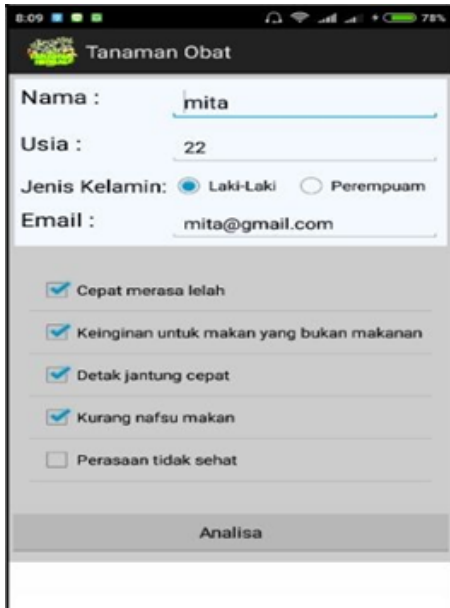 8:09 78%
Tanaman Obat
Nama : mita
Usia : 22
Jenis Kelamin: Laki-Laki Perempuam
Email : mita@gmail.com
Cepat merasa lelah
Keinginan untuk makan yang bukan makanan
Detak jantung cepat
Kurang nafsu makan
Perasaan tidak sehat
Analisa